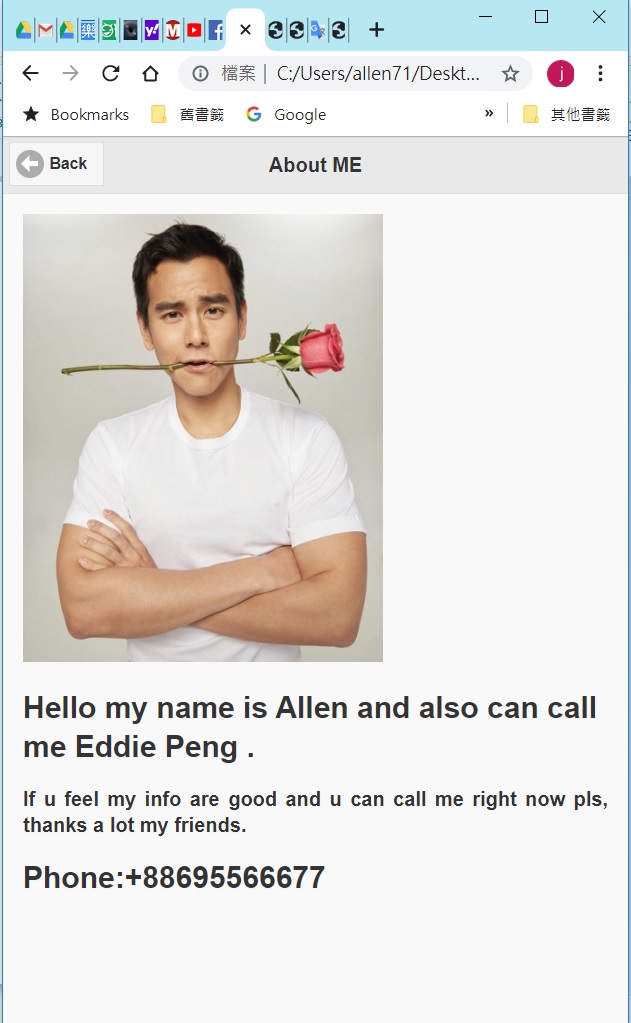 檔案 | C:/Users/allen71/Deskt...
j
Bookmarks 舊書籤 Google » 其他書籤
Back About ME
Hello my name is Allen and also can call
me Eddie Peng .
If u feel my info are good and u can call me right now pls,
thanks a lot my friends.
Phone:+88695566677